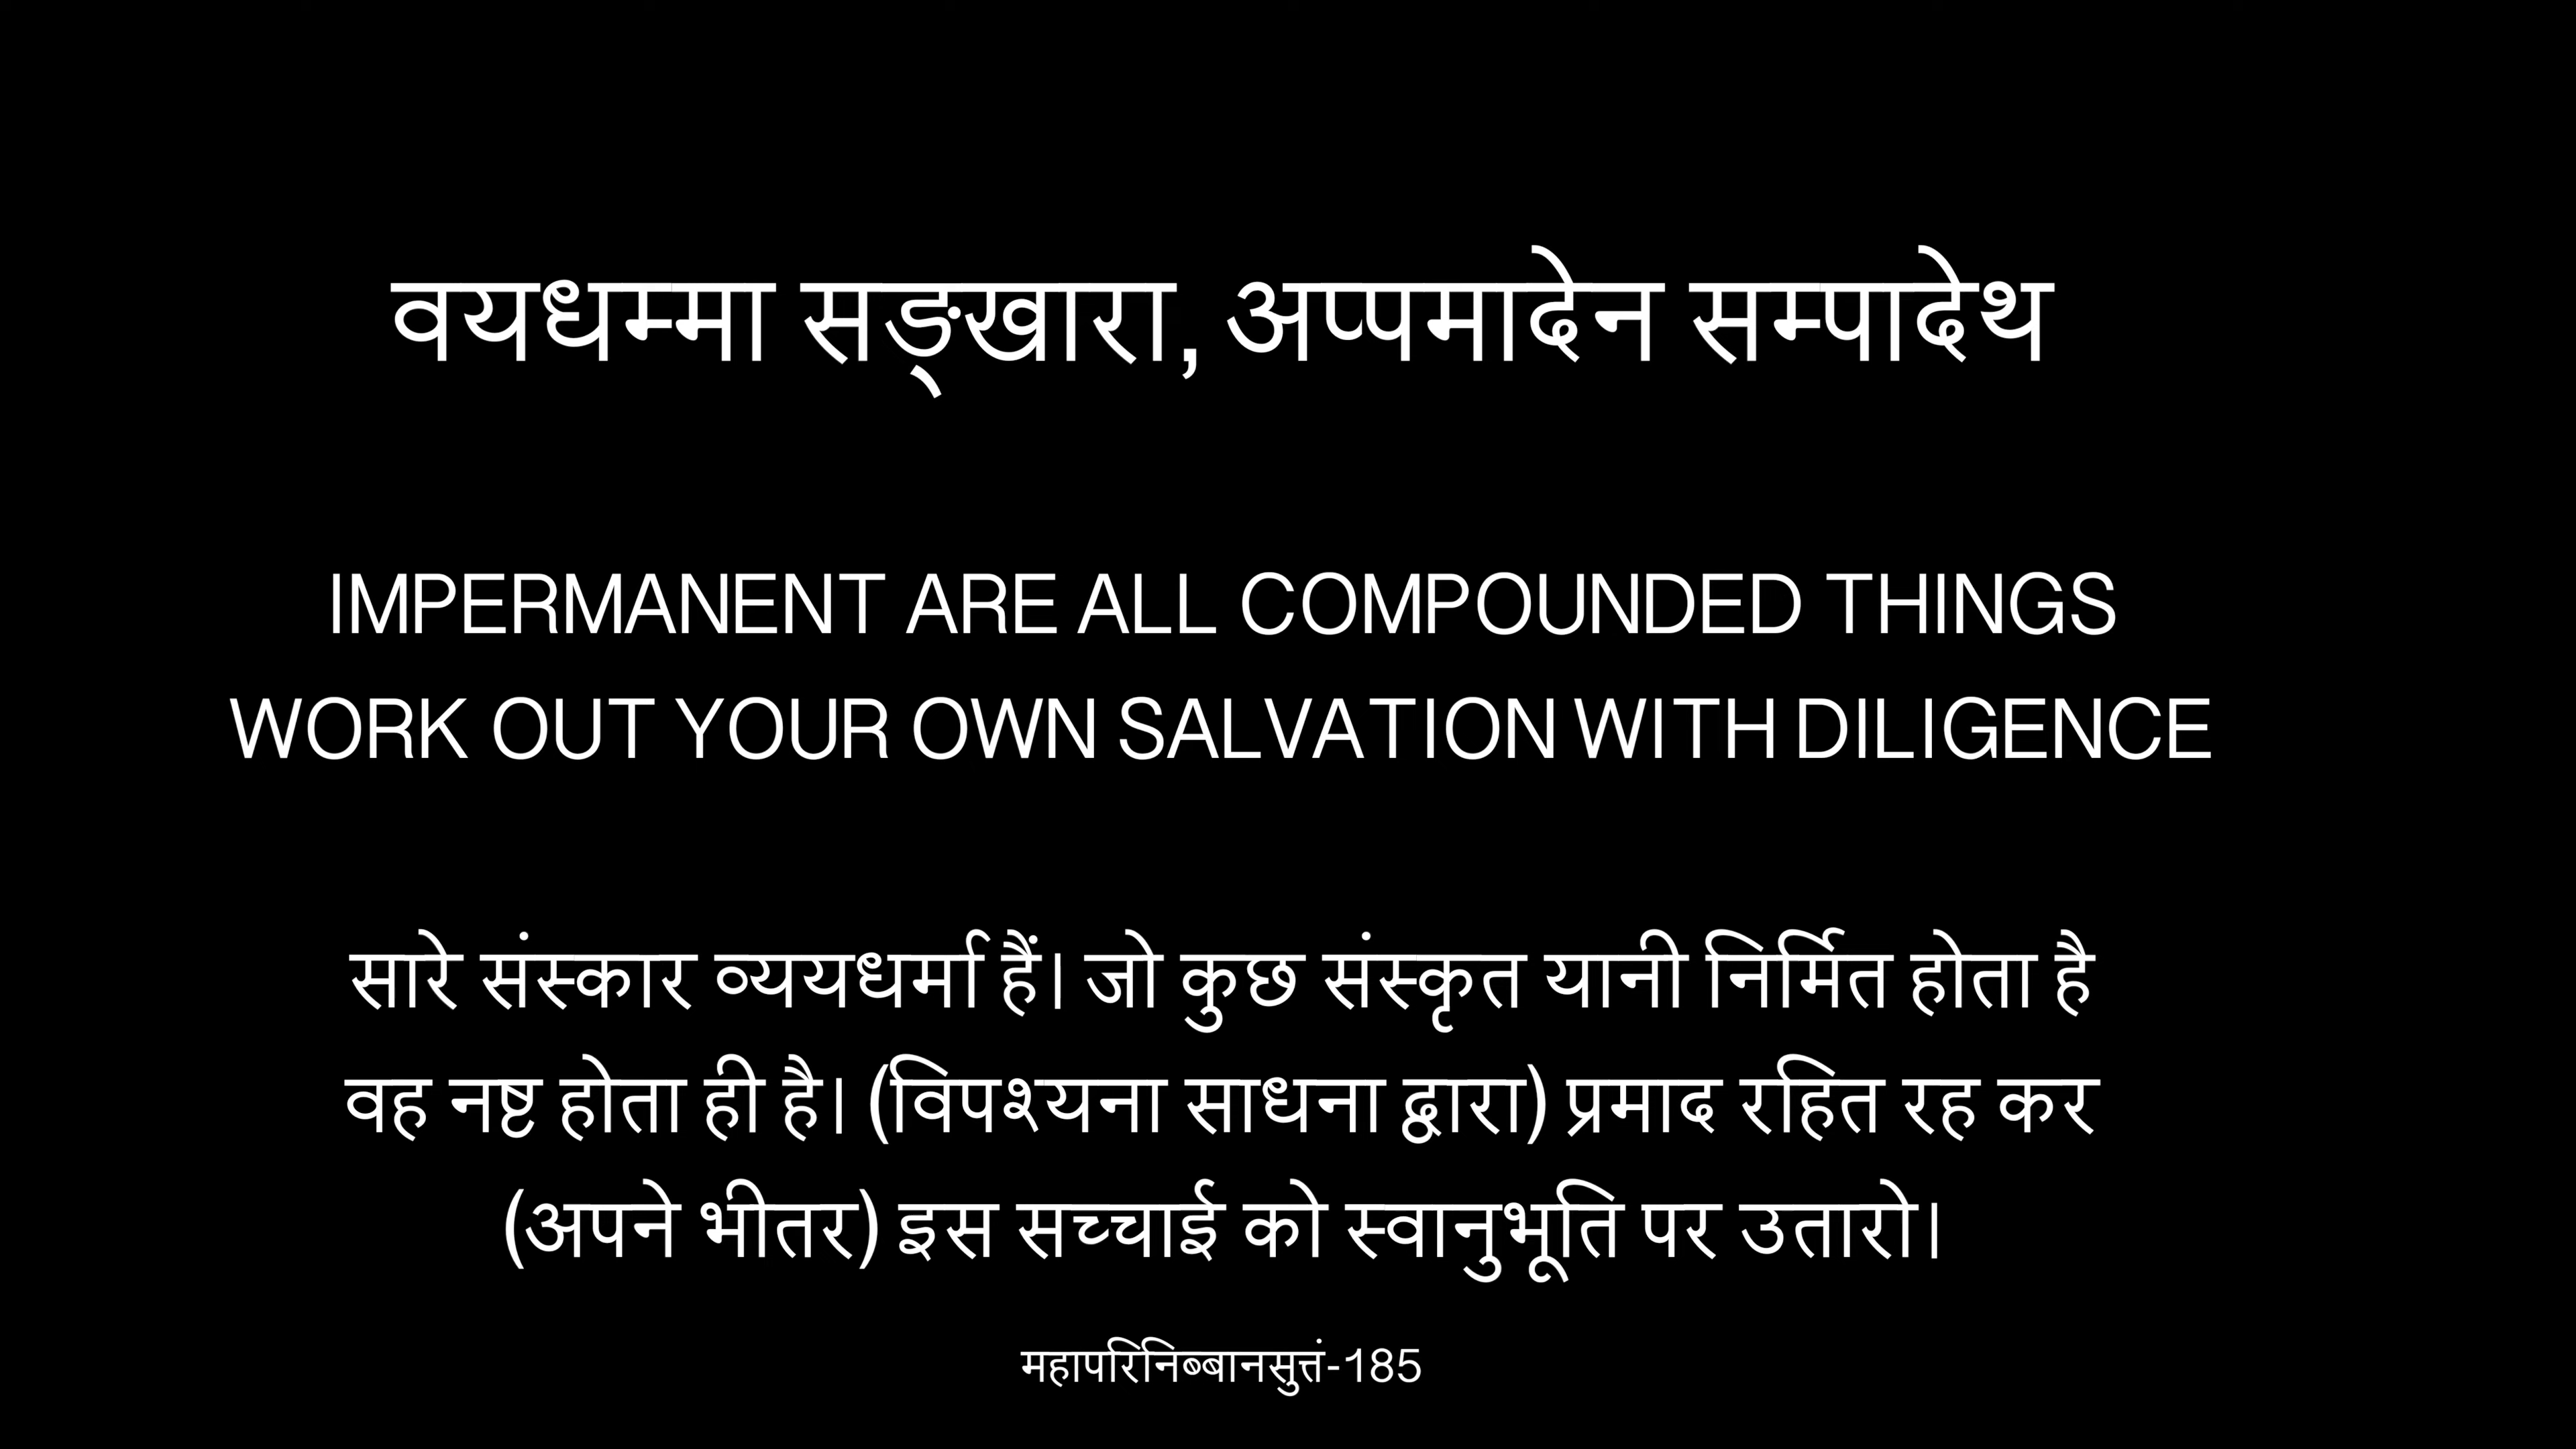 वयधम्मा सङ्खारा, अप्पमादेन सम्पादेथ
IMPERMANENT ARE ALL COMPOUNDED THINGS
WORK OUT YOUR OWN SALVATION WITH DILIGENCE
सारे संस्कार व्ययधर्मा हैं। जो कुछ संस्कृत यानी निर्मित होता है
वह नष्ट होता ही है। (विपश्यना साधना द्वारा) प्रमाद रहित रह कर
(अपने भीतर) इस सच्चाई को स्वानुभूति पर उतारो।
महापरिनिब्बानसुत्तं-185